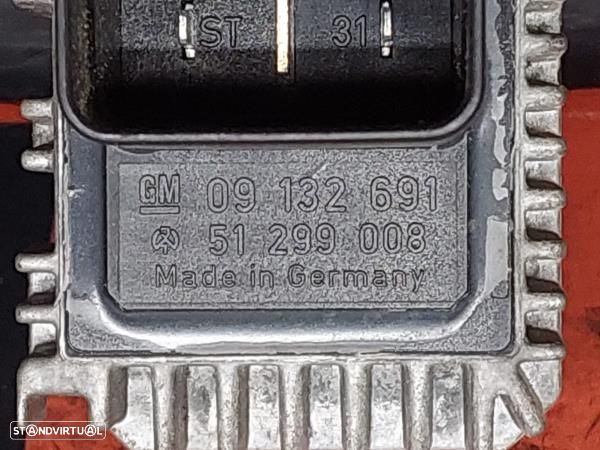 ST 31
GM 09 132 691
51 299 008
Made in Germany
STANDVIRTUAL